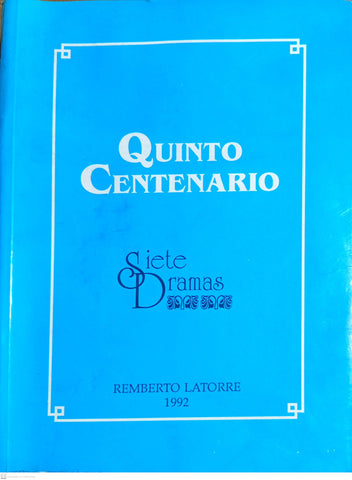 QUINTO
CENTENARIO
Siete
Dramas
REMBERTO LATORRE
1992